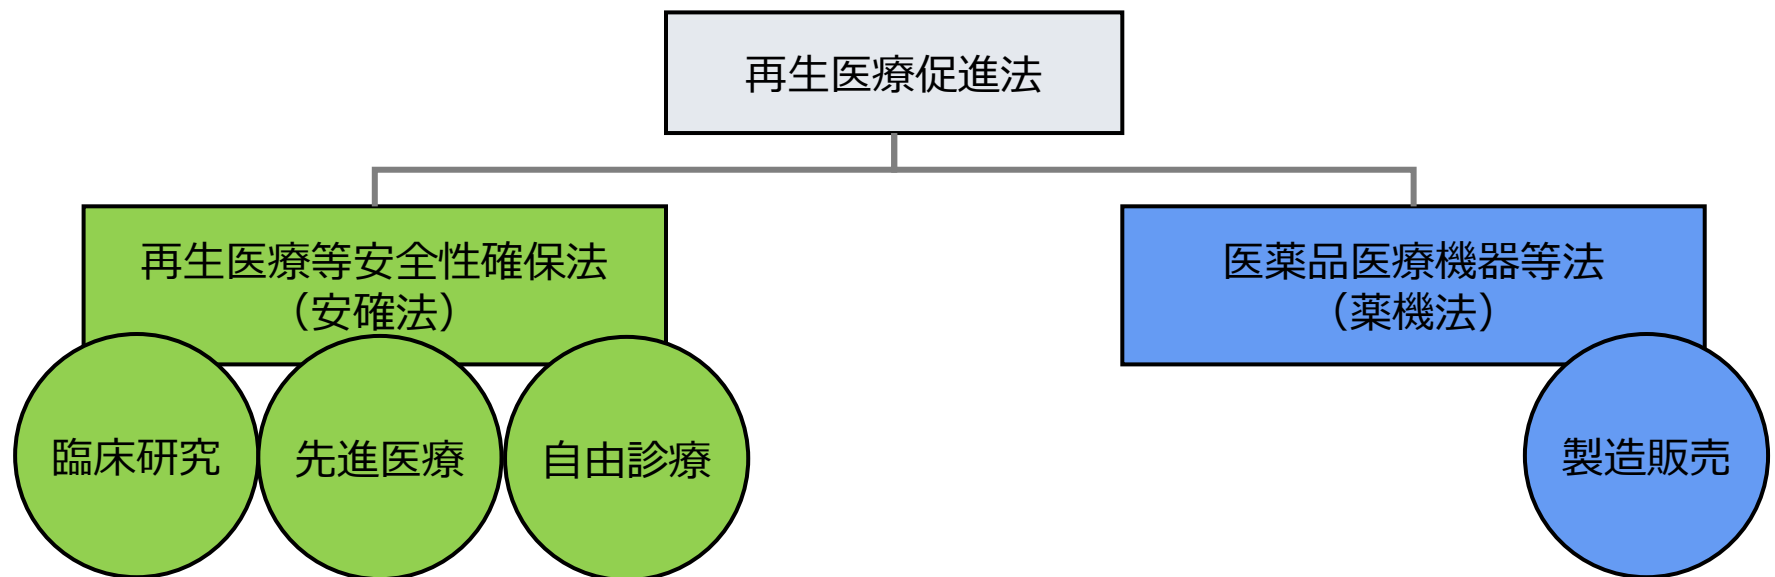 再生医療促進法
再生医療等安全性確保法
（安確法）
医薬品医療機器等法
（薬機法）
臨床研究
先進医療
自由診療
製造販売